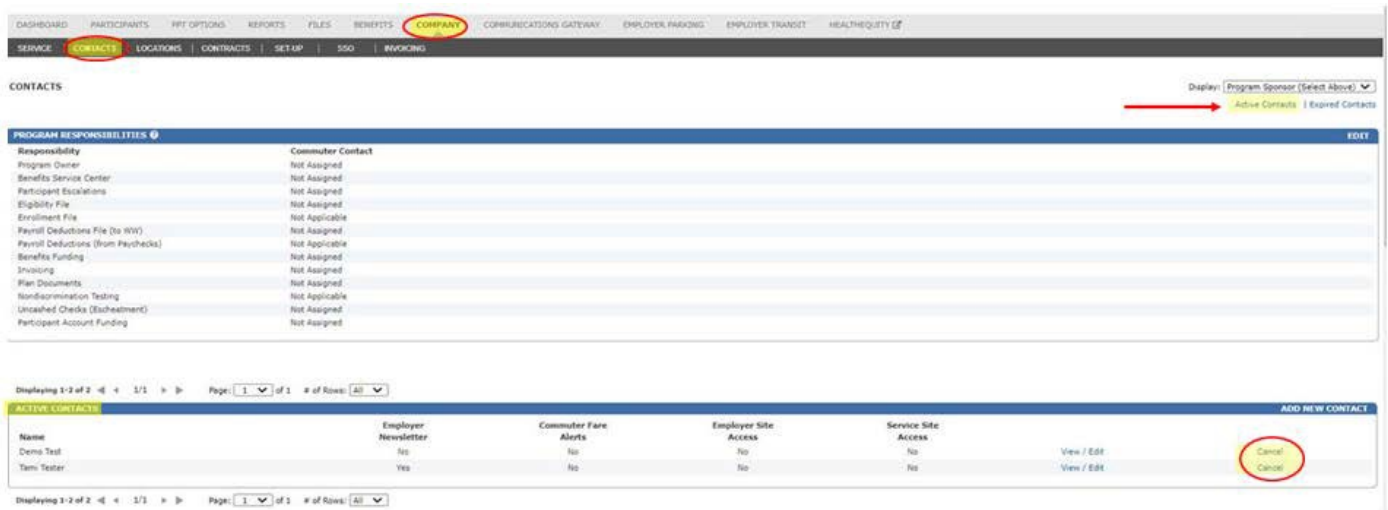 DASHBOARD PARTICIPANTS PPT OPTIONS REPORTS FILES BENEFITS COMPANY COMMUNICATIONS GATEWAY EMPLOYER PARKING EMPLOYER TRANSIT HEALTHEQUITY
SERVICE | CONTACTS | LOCATIONS | CONTRACTS | SET-UP | SSO | INVOICING
CONTACTS
Display: Program Sponsor (Select Above)
Active Contacts | Expired Contacts
PROGRAM RESPONSIBILITIES EDIT
Responsibility Commuter Contact
Program Owner Not Assigned
Benefits Service Center Not Assigned
Participant Escalations Not Assigned
Eligibility File Not Assigned
Enrollment File Not Applicable
Payroll Deductions File (to WW) Not Assigned
Payroll Deductions (from Paychecks) Not Applicable
Benefits Funding Not Assigned
Invoicing Not Assigned
Plan Documents Not Assigned
Nondiscrimination Testing Not Applicable
Uncashed Checks (Escheatment) Not Assigned
Participant Account Funding Not Assigned
Displaying 1-2 of 2 1/1 Page: 1 of 1 # of Rows: All
ACTIVE CONTACTS ADD NEW CONTACT
Name Employer Newsletter Commuter Fare Alerts Employer Site Access Service Site Access
Demo Test No No No No View / Edit Cancel
Tami Tester Yes No No No View / Edit Cancel
Displaying 1-2 of 2 1/1 Page: 1 of 1 # of Rows: All